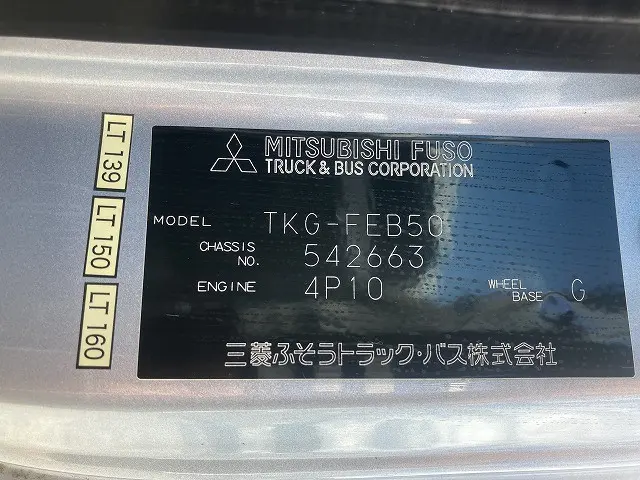 MITSUBISHI FUSO
TRUCK & BUS CORPORATION
MODEL TKG-FEB50
CHASSIS NO. 542663
ENGINE 4P10 WHEEL BASE G
三菱ふそうトラック・バス株式会社
LT 139
LT 150
LT 160